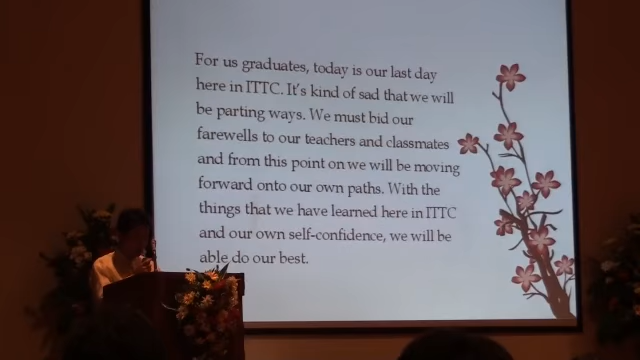 For us graduates, today is our last day
here in ITTC. It's kind of sad that we will
be parting ways. We must bid our
farewells to our teachers and classmates
and from this point on we will be moving
forward onto our own paths. With the
things that we have learned here in ITTC
and our own self-confidence, we will be
able do our best.